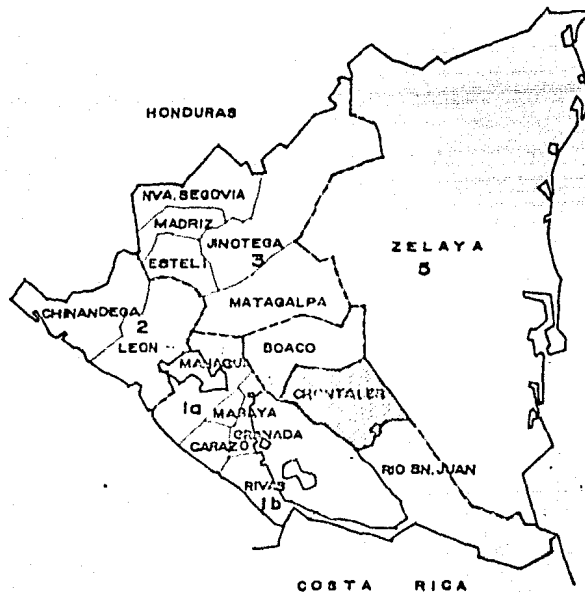 HONDURAS
NVA. SEGOVIA
MADRIZ
JINOTEGA
ESTELI
3
ZELAYA
5
CHINANDEGA
2
LEON
MATAGALPA
BOACO
MANAGUA
CHONTALES
1a
MASAYA
GRANADA
CARAZO
RIVAS
1b
RIO SN. JUAN
COSTA RICA